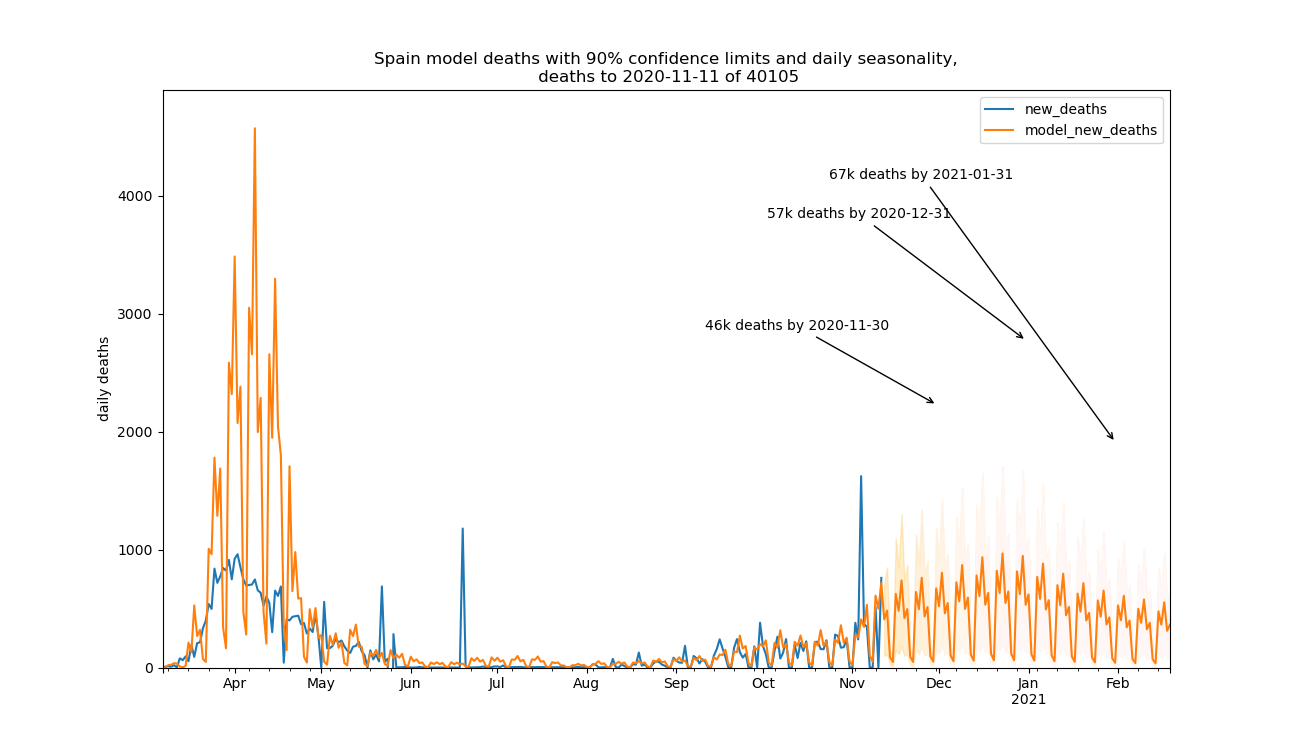 Spain model deaths with 90% confidence limits and daily seasonality,
deaths to 2020-11-11 of 40105
new_deaths
model_new_deaths
67k deaths by 2021-01-31
57k deaths by 2020-12-31
46k deaths by 2020-11-30
daily deaths
4000
3000
2000
1000
0
Apr May Jun Jul Aug Sep Oct Nov Dec Jan Feb
2021